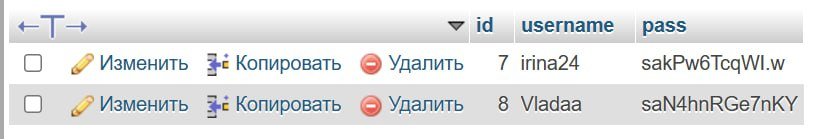 id username pass
Изменить Копировать Удалить 7 irina24 sakPw6TcqWI.w
Изменить Копировать Удалить 8 Vladaa saN4hnRGe7nKY